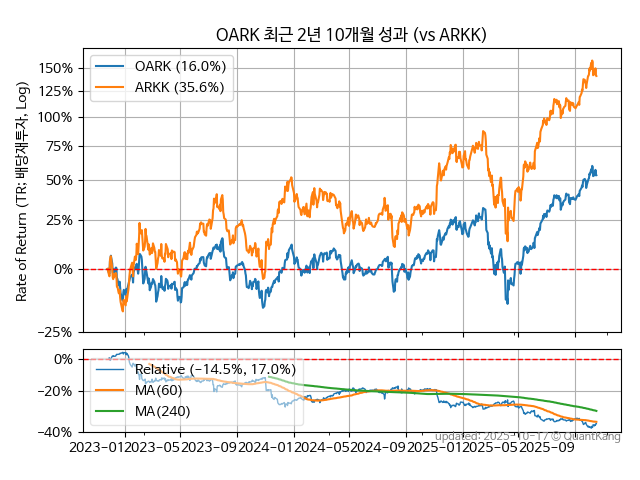 OARK 최근 2년 10개월 성과 (vs ARKK)
Rate of Return (TR: 배당재투자, Log)
150%
125%
100%
75%
50%
25%
0%
−25%
OARK (16.0%)
ARKK (35.6%)
0%
−20%
−40%
Relative (−14.5%, 17.0%)
MA(60)
MA(240)
2023−01
2023−05
2023−09
2024−01
2024−05
2024−09
2025−01
2025−05
2025−09
updated: 2025-10-17 © QuantKang